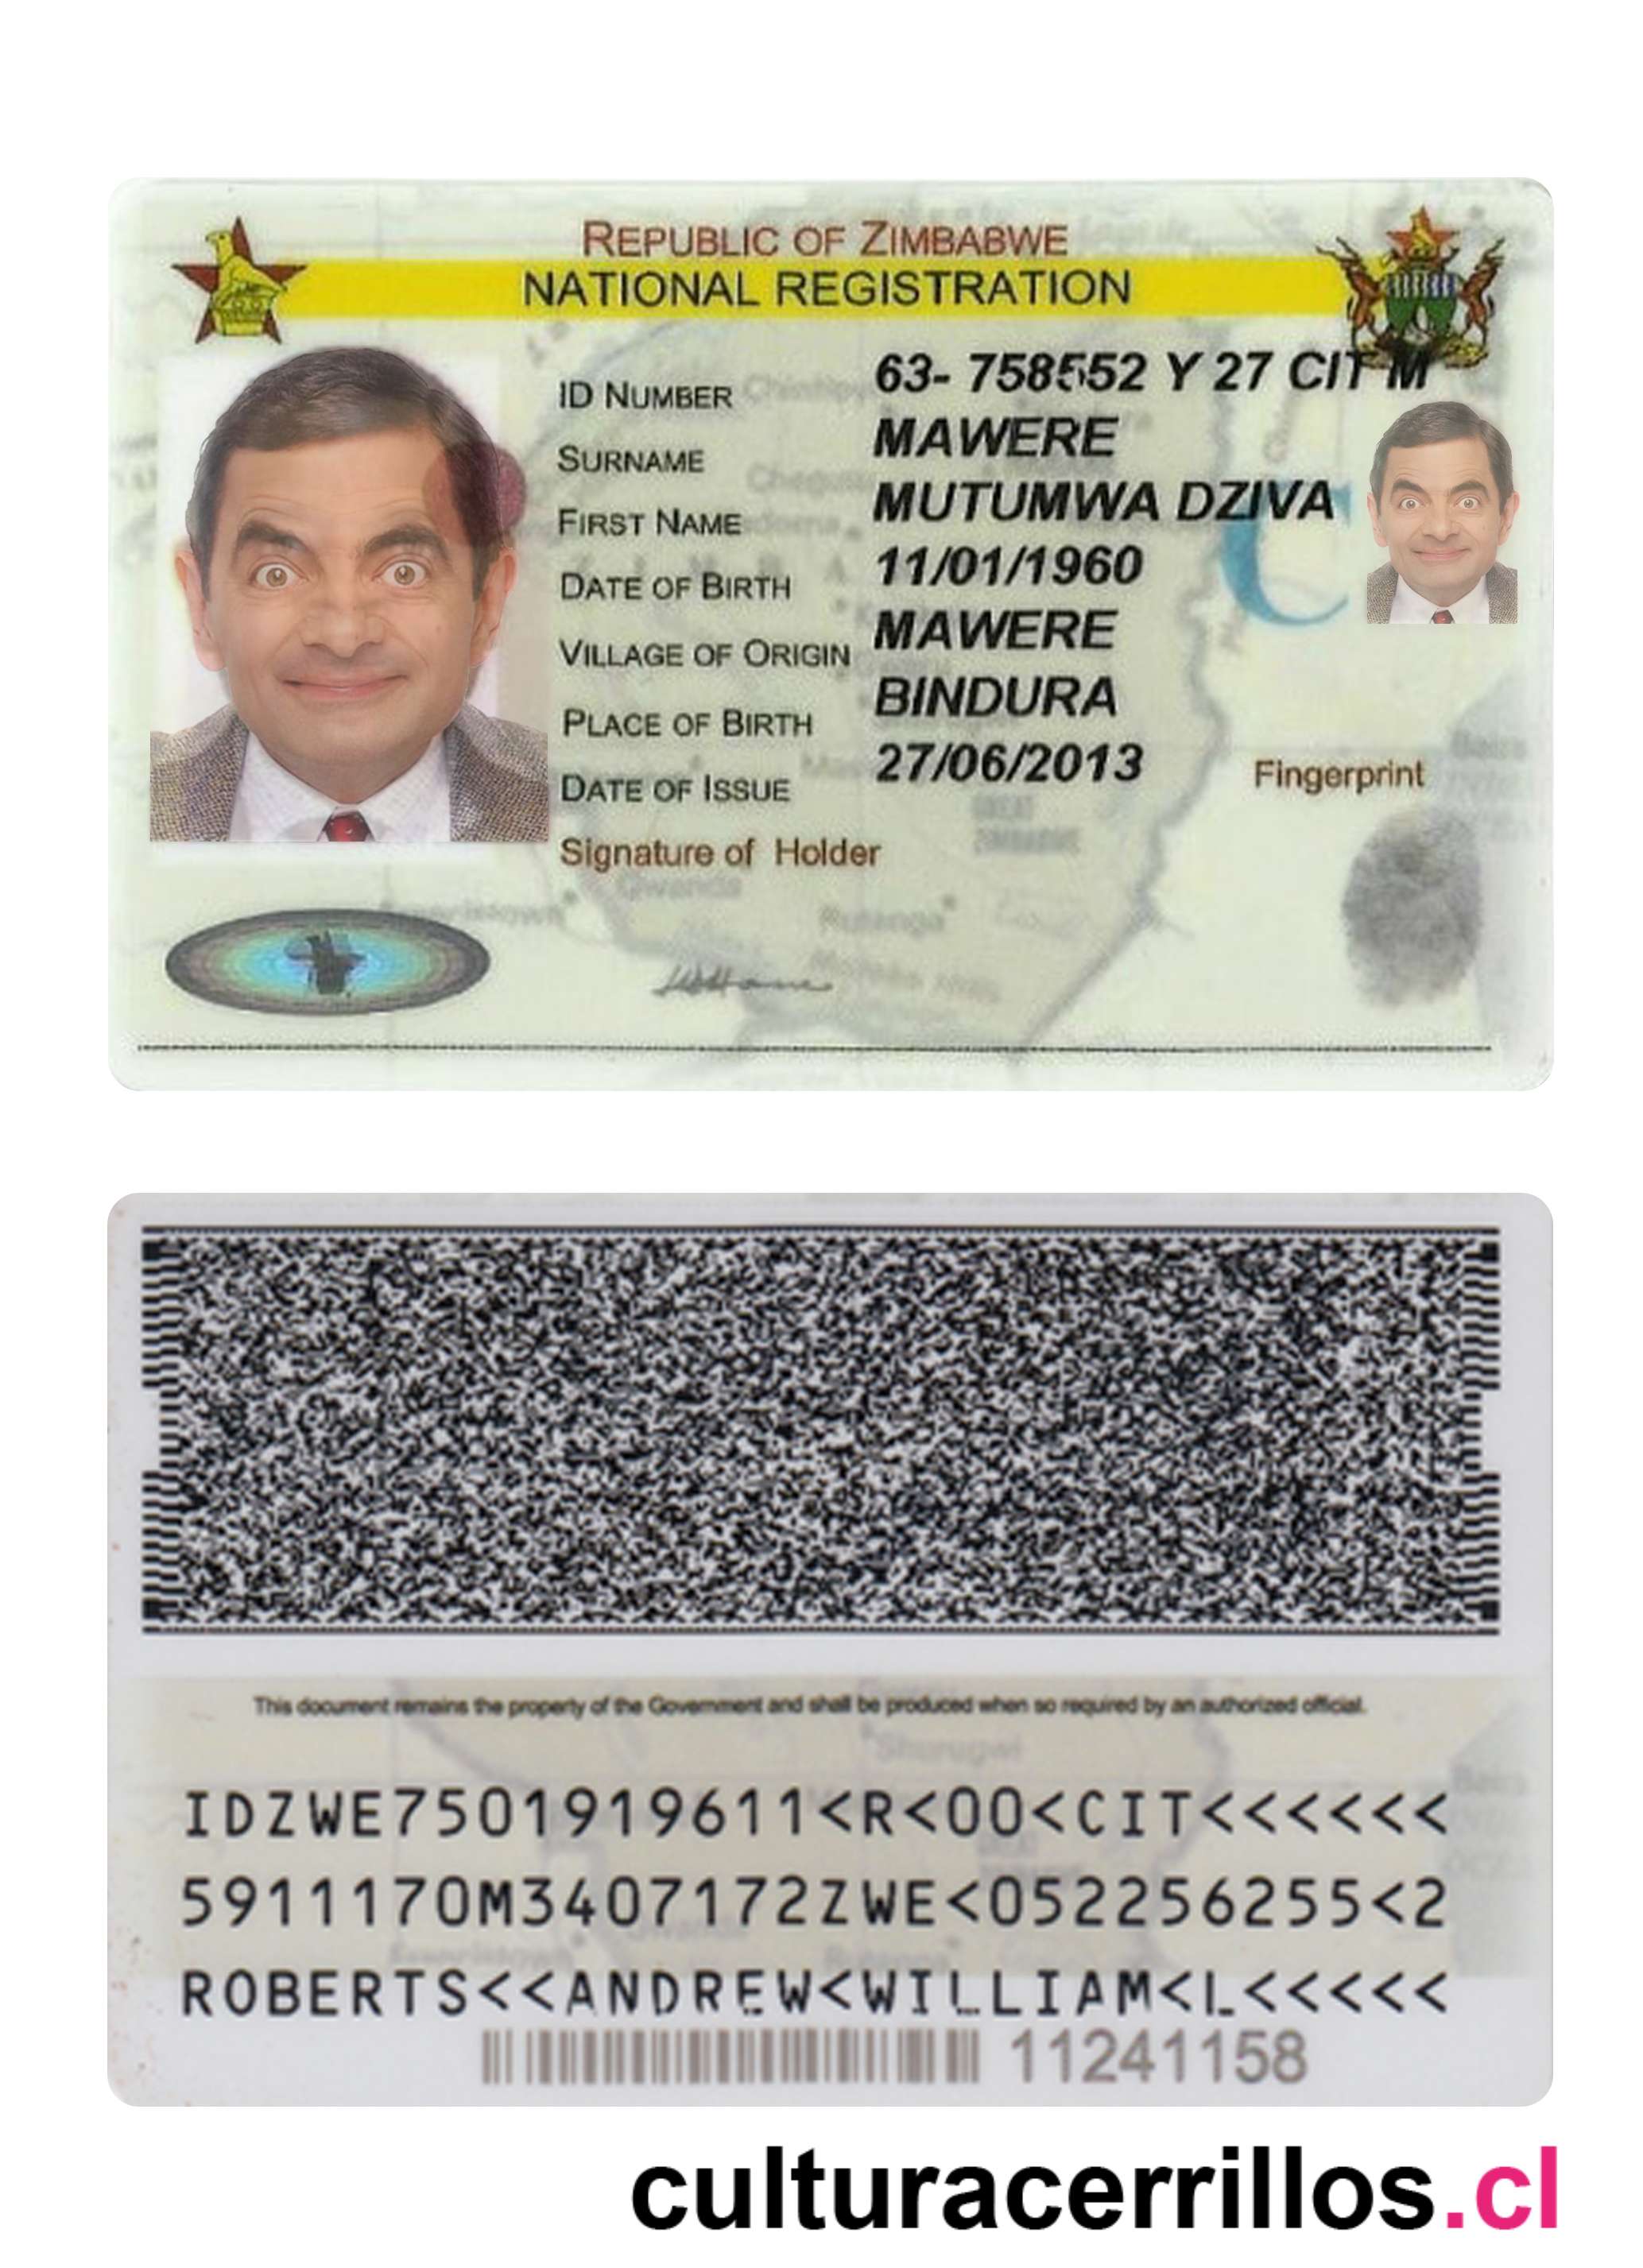 REPUBLIC OF ZIMBABWE
NATIONAL REGISTRATION
ID NUMBER 63- 758552 Y 27 CIT M
SURNAME MAWERE
FIRST NAME MUTUMWA DZIVA
DATE OF BIRTH 11/01/1960
VILLAGE OF ORIGIN MAWERE
PLACE OF BIRTH BINDURA
DATE OF ISSUE 27/06/2013
Signature of Holder
Fingerprint
This document remains the property of the Government and shall be produced when so required by an authorized official.
IDZWE7501919611<R<00<CIT<<<<<<
5911170M3407172ZWE<052256255<2
ROBERTS<<ANDREW<WILLIAM<L<<<<<
11241158
culturacerrillos.cl